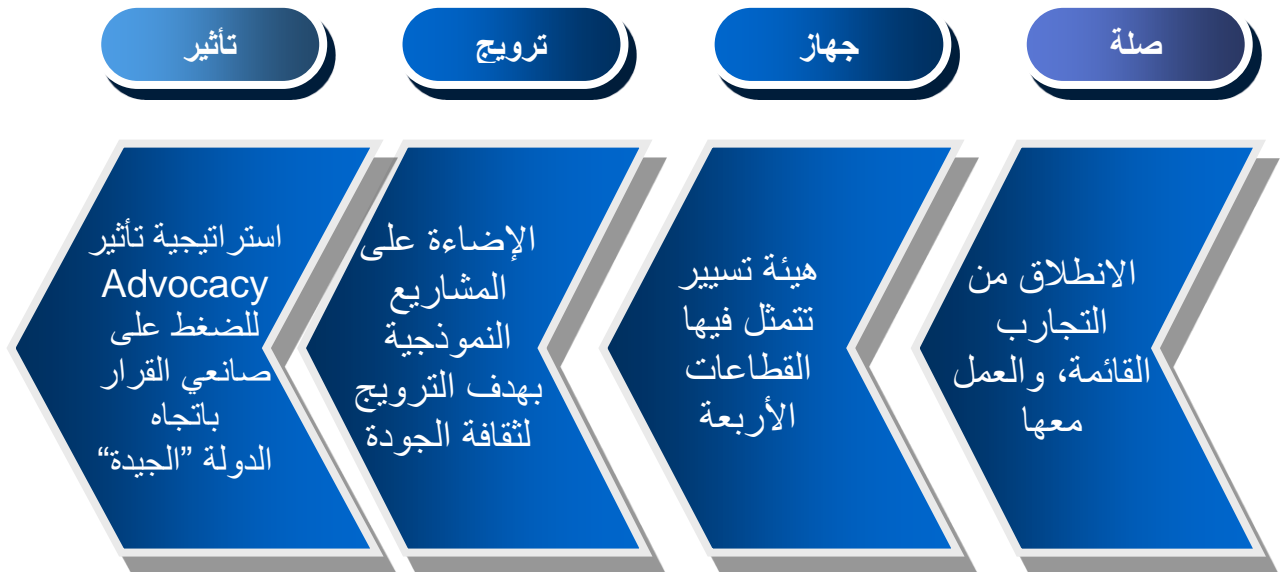 صلة
جهاز
ترويج
تأثير
الانطلاق من
التجارب
القائمة، والعمل
معها
هيئة تسيير
تتمثل فيها
القطاعات
الأربعة
الإضاءة على
المشاريع
النموذجية
بهدف الترويج
لثقافة الجودة
استراتيجية تأثير
Advocacy
للضغط على
صانعي القرار
باتجاه
الدولة ”الجيدة“